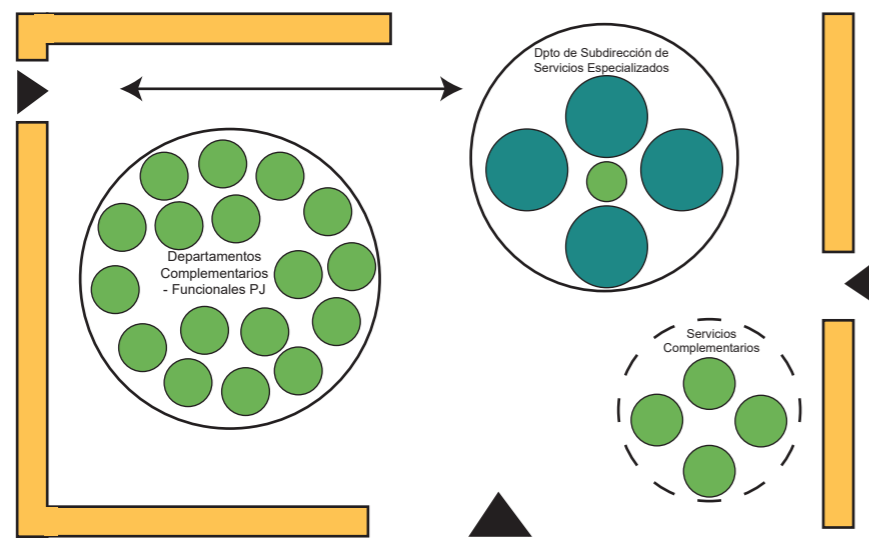 Dpto de Subdirección de
Servicios Especializados
Departamentos
Complementarios
- Funcionales PJ
Servicios
Complementarios